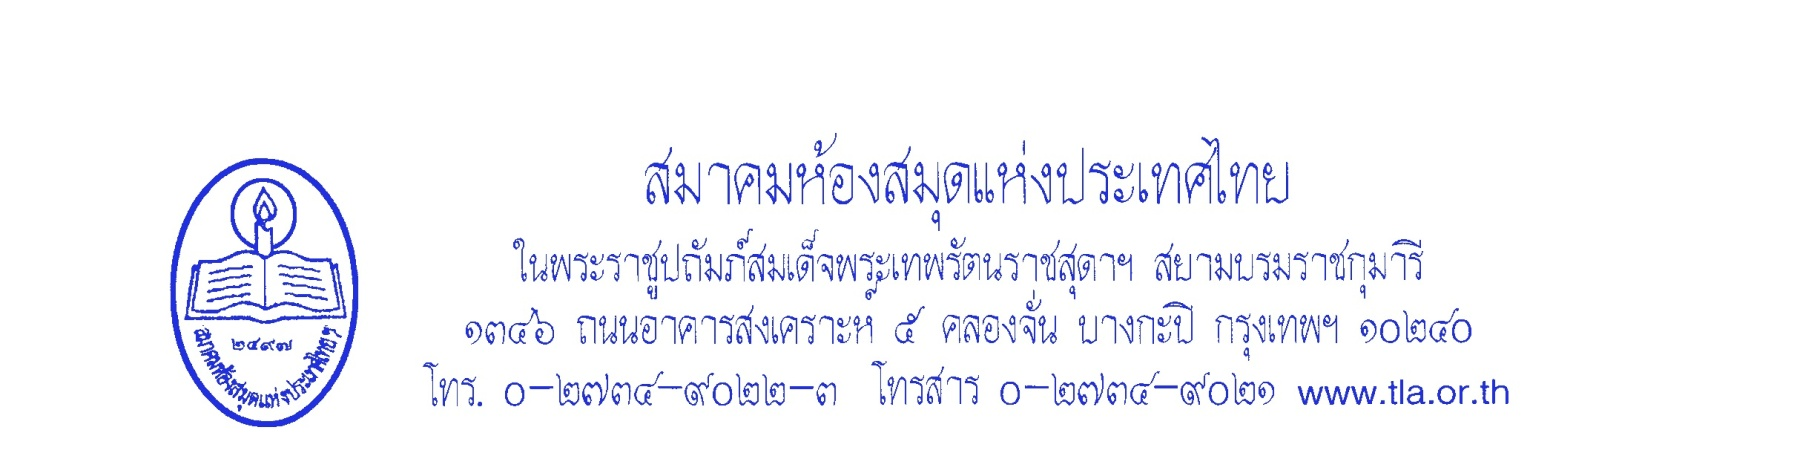 สมาคมห้องสมุดแห่งประเทศไทย
ในพระราชูปถัมภ์สมเด็จพระเทพรัตนราชสุดาฯ สยามบรมราชกุมารี
๑๓๔๖ ถนนอาคารสงเคราะห์ ๕ คลองจั่น บางกะปิ กรุงเทพฯ ๑๐๒๔๐
โทร. ๐-๒๗๓๔-๙๐๒๒-๓ โทรสาร ๐-๒๗๓๔-๙๐๒๑ www.tla.or.th
๒๔๙๗
สมาคมห้องสมุดแห่งประเทศไทยฯ